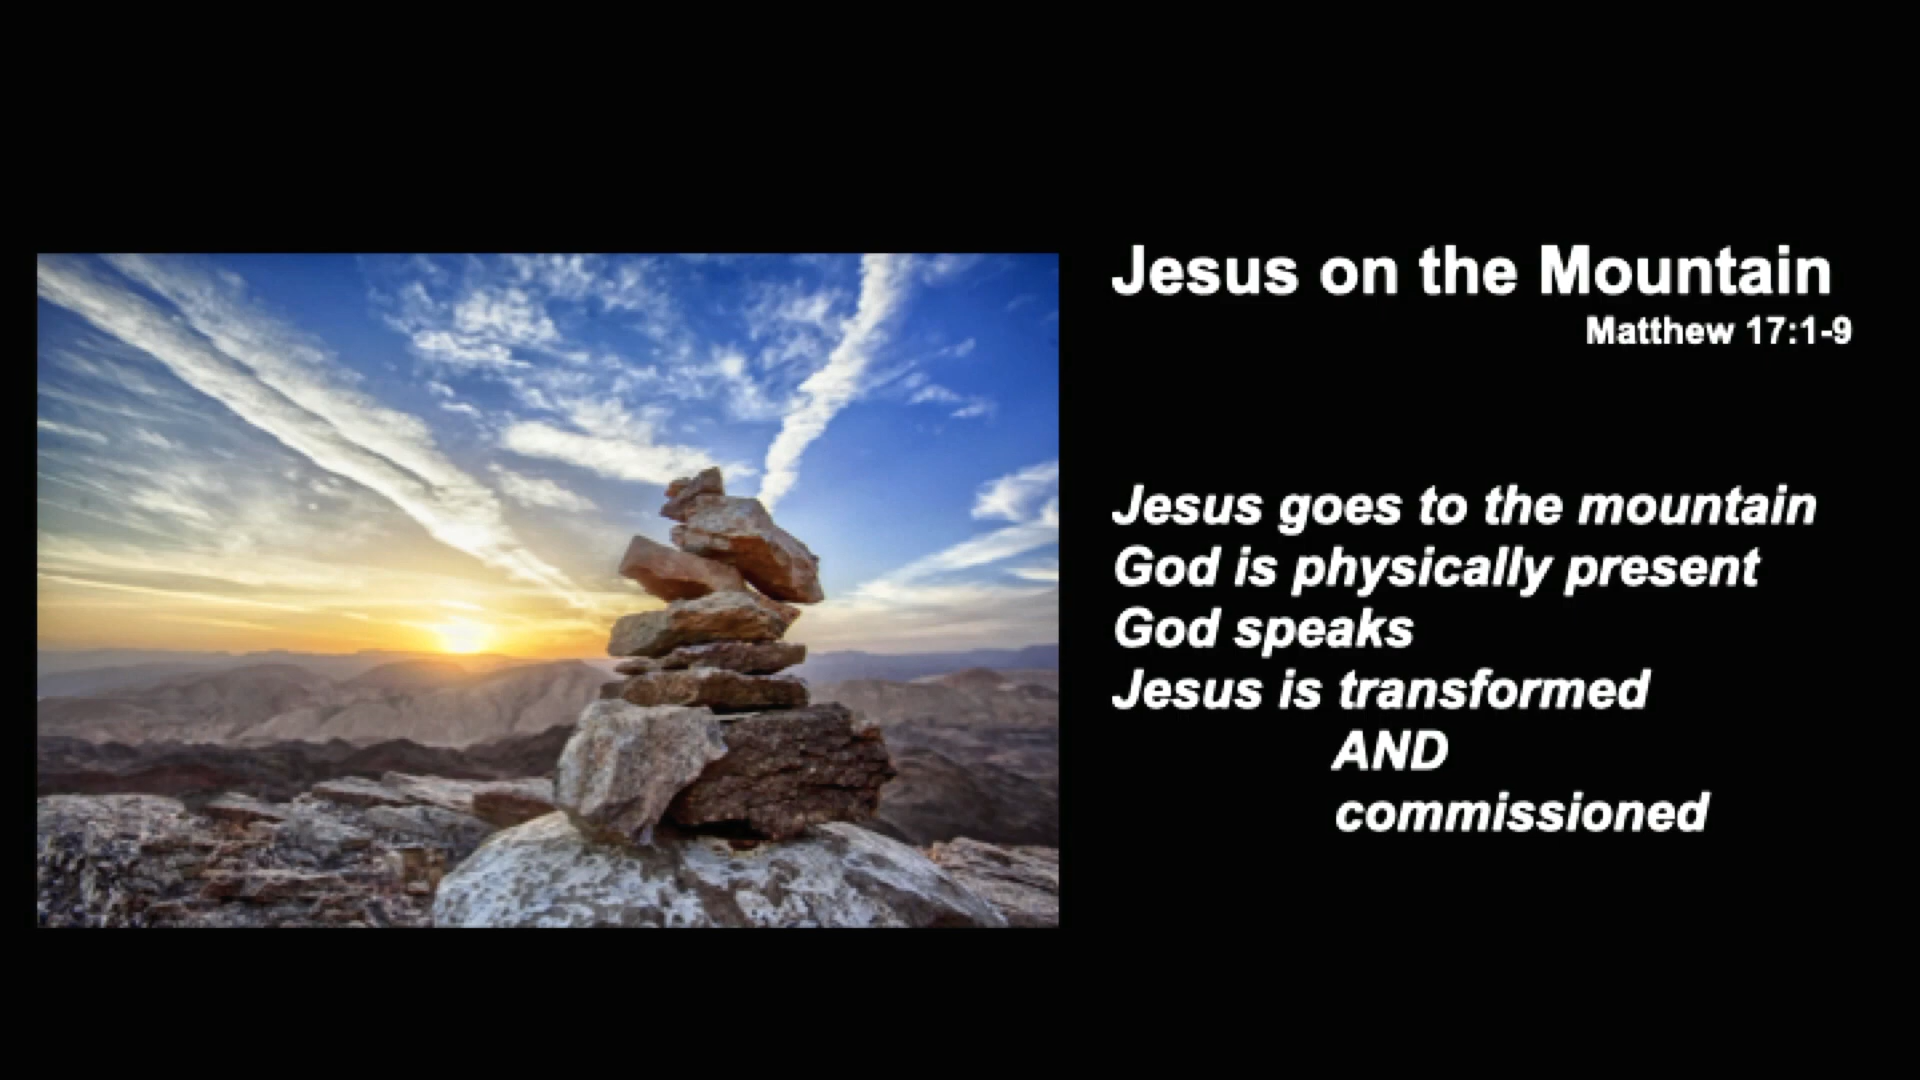 Jesus on the Mountain
Matthew 17:1-9
Jesus goes to the mountain
God is physically present
God speaks
Jesus is transformed
AND
commissioned